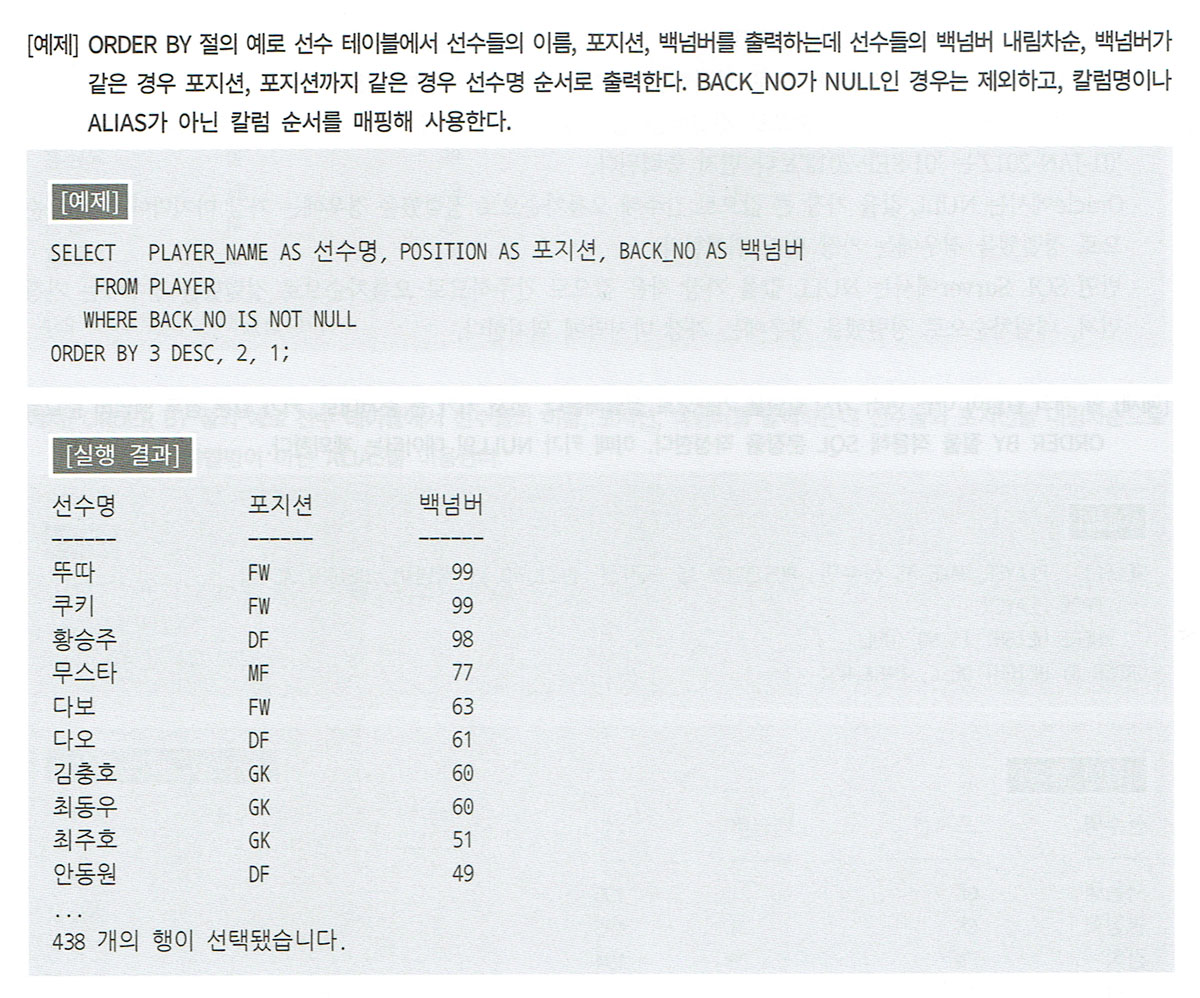 [예제] ORDER BY 절의 예로 선수 테이블에서 선수들의 이름, 포지션, 백넘버를 출력하는데 선수들의 백넘버 내림차순, 백넘버가
같은 경우 포지션, 포지션까지 같은 경우 선수명 순서로 출력한다. BACK_NO가 NULL인 경우는 제외하고, 칼럼명이나
ALIAS가 아닌 칼럼 순서를 매핑해 사용한다.
[예제]
SELECT PLAYER_NAME AS 선수명, POSITION AS 포지션, BACK_NO AS 백넘버
FROM PLAYER
WHERE BACK_NO IS NOT NULL
ORDER BY 3 DESC, 2, 1;
[실행 결과]
선수명 포지션 백넘버
------ ------ ------
뚜따 FW 99
쿠키 FW 99
황승주 DF 98
무스타 MF 77
다보 FW 63
다오 DF 61
김충호 GK 60
최동우 GK 60
최주호 GK 51
안동원 DF 49
...
438 개의 행이 선택됐습니다.